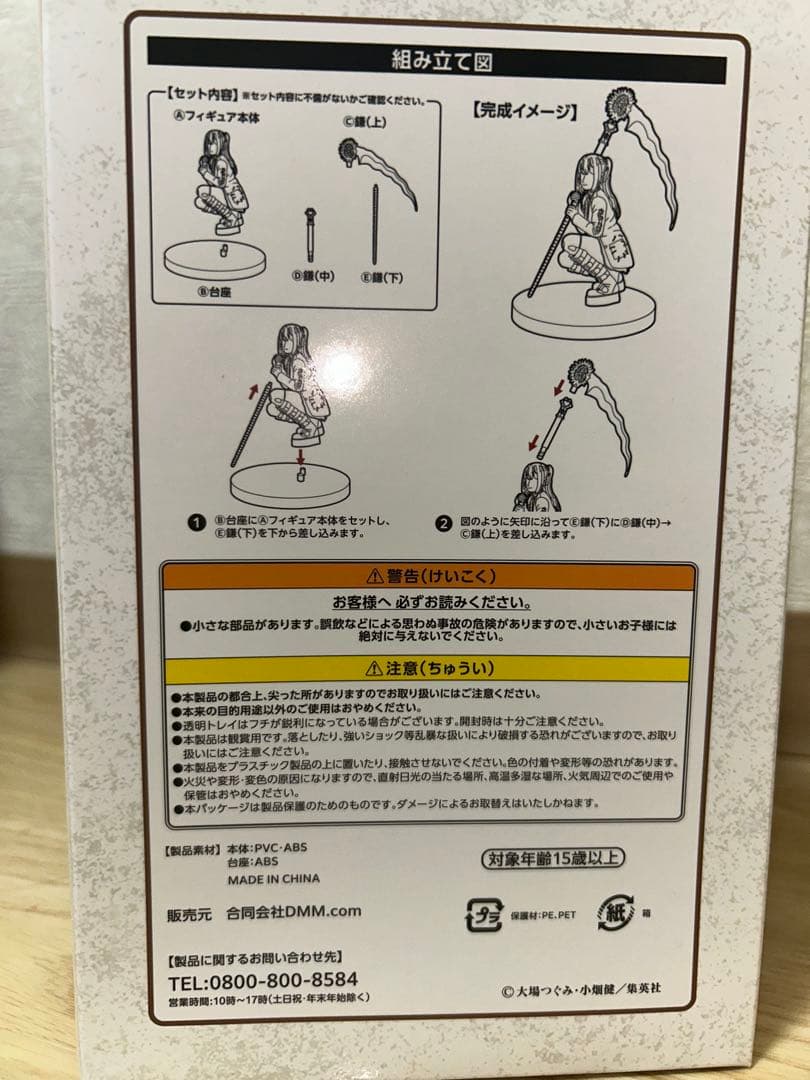 組み立て図
【セット内容】※セット内容に不備がないかご確認ください。
Ⓐフィギュア本体
Ⓒ鎌(上)
【完成イメージ】
Ⓓ鎌(中)
Ⓔ鎌(下)
Ⓑ台座
❶ Ⓑ台座にⒶフィギュア本体をセットし、
Ⓔ鎌(下)を下から差し込みます。
❷ 図のように矢印に沿ってⒺ鎌(下)にⒹ鎌(中)→
Ⓒ鎌(上)を差し込みます。
⚠警告(けいこく)
お客様へ 必ずお読みください。
●小さな部品があります。誤飲などによる思わぬ事故の危険がありますので、小さいお子様には
絶対に与えないでください。
⚠注意(ちゅうい)
●本製品の都合上、尖った所がありますのでお取り扱いにはご注意ください。
●本来の目的用途以外のご使用はおやめください。
●透明トレイはフチが鋭利になっている場合がございます。開封時は十分ご注意ください。
●本製品は観賞用です。落としたり、強いショック等乱暴な扱いにより破損する恐れがございますので、お取り
扱いにはご注意ください。
●本製品をプラスチック製品の上に置いたり、接触させないでください。色の付着や変形等の恐れがあります。
●火災や変形・変色の原因になりますので、直射日光の当たる場所、高温多湿な場所、火気周辺でのご使用や
保管はおやめください。
●本パッケージは製品保護のためのものです。ダメージによるお取替えはいたしかねます。
【製品素材】 本体:PVC・ABS
台座:ABS
MADE IN CHINA
対象年齢15歳以上
販売元 合同会社DMM.com
プラ 保護材:PE、PET
紙 箱
【製品に関するお問い合わせ先】
TEL:0800-800-8584
営業時間:10時～17時(土日祝・年末年始除く)
©大場つぐみ・小畑健/集英社